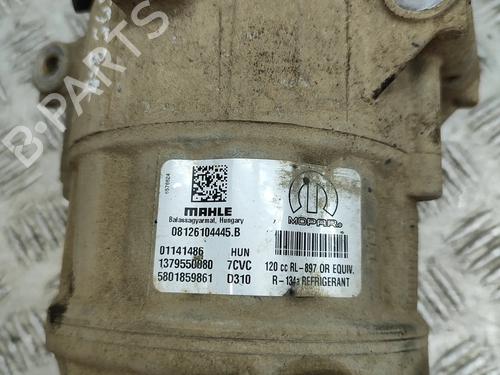 B-PARTS
1571624
MAHLE
Balassagyarmat, Hungary
08126104445.B
01141486 HUN
1379550080 7CVC
5801859861 D310
MOPAR®
120 cc RL-897 OR EQUIV.
R-134a REFRIGERANT